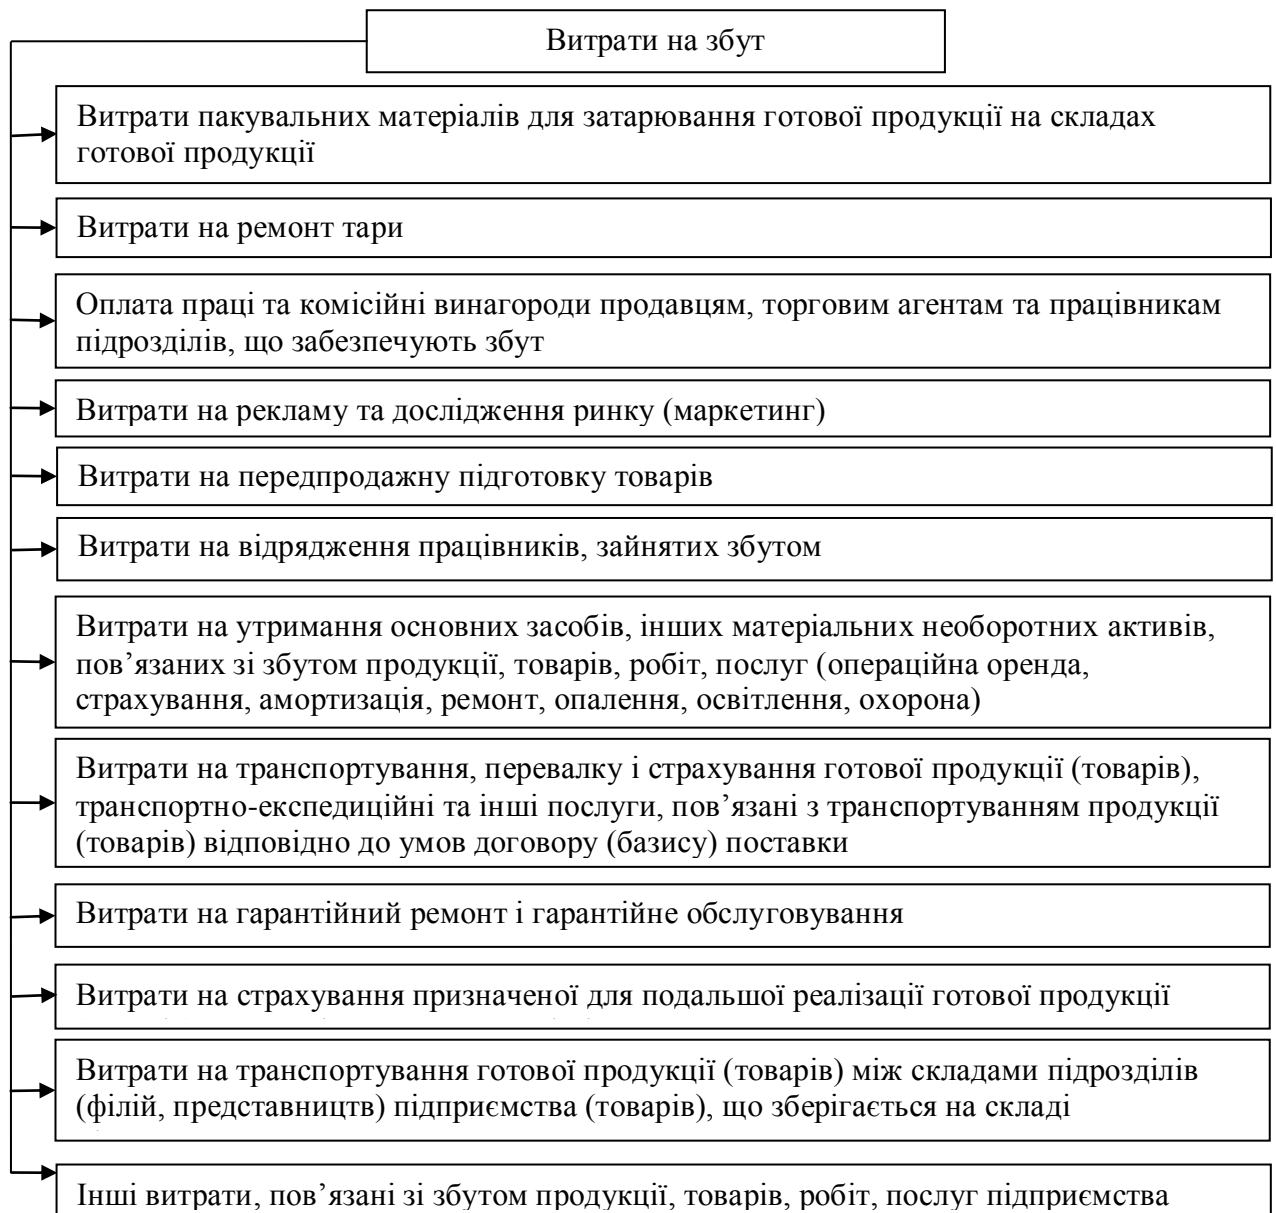 Витрати на збут
Витрати пакувальних матеріалів для затарювання готової продукції на складах
готової продукції
Витрати на ремонт тари
Оплата праці та комісійні винагороди продавцям, торговим агентам та працівникам
підрозділів, що забезпечують збут
Витрати на рекламу та дослідження ринку (маркетинг)
Витрати на передпродажну підготовку товарів
Витрати на відрядження працівників, зайнятих збутом
Витрати на утримання основних засобів, інших матеріальних необоротних активів,
пов’язаних зі збутом продукції, товарів, робіт, послуг (операційна оренда,
страхування, амортизація, ремонт, опалення, освітлення, охорона)
Витрати на транспортування, перевалку і страхування готової продукції (товарів),
транспортно-експедиційні та інші послуги, пов’язані з транспортуванням продукції
(товарів) відповідно до умов договору (базису) поставки
Витрати на гарантійний ремонт і гарантійне обслуговування
Витрати на страхування призначеної для подальшої реалізації готової продукції
Витрати на транспортування готової продукції (товарів) між складами підрозділів
(філій, представництв) підприємства (товарів), що зберігається на складі
Інші витрати, пов’язані зі збутом продукції, товарів, робіт, послуг підприємства